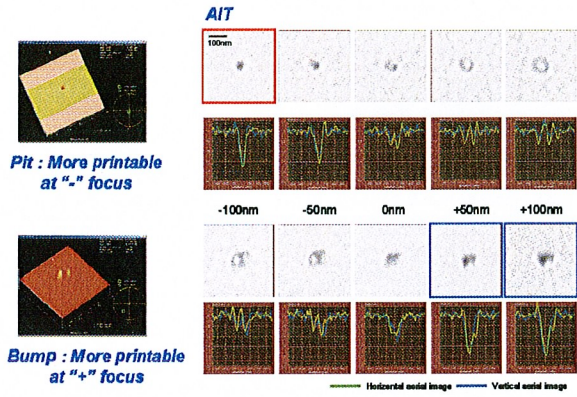 AIT
100nm
Pit : More printable
at "-" focus
-100nm -50nm 0nm +50nm +100nm
Bump : More printable
at "+" focus
Horizontal aerial image Vertical aerial image